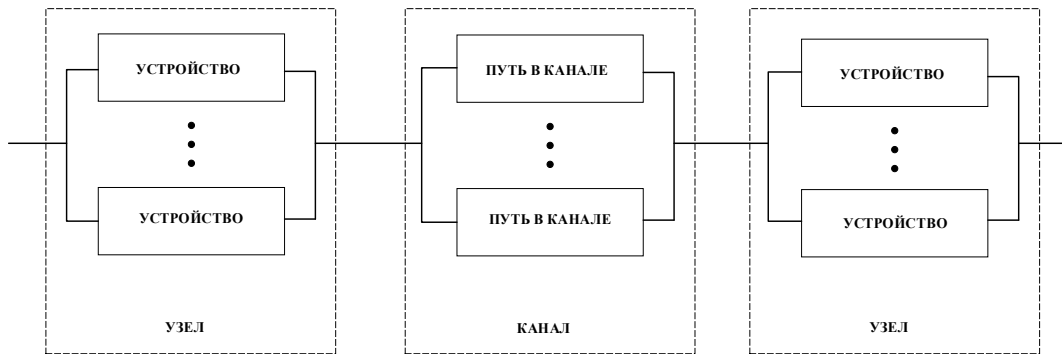 УСТРОЙСТВО
ПУТЬ В КАНАЛЕ
УСТРОЙСТВО
УСТРОЙСТВО
ПУТЬ В КАНАЛЕ
УСТРОЙСТВО
УЗЕЛ
КАНАЛ
УЗЕЛ